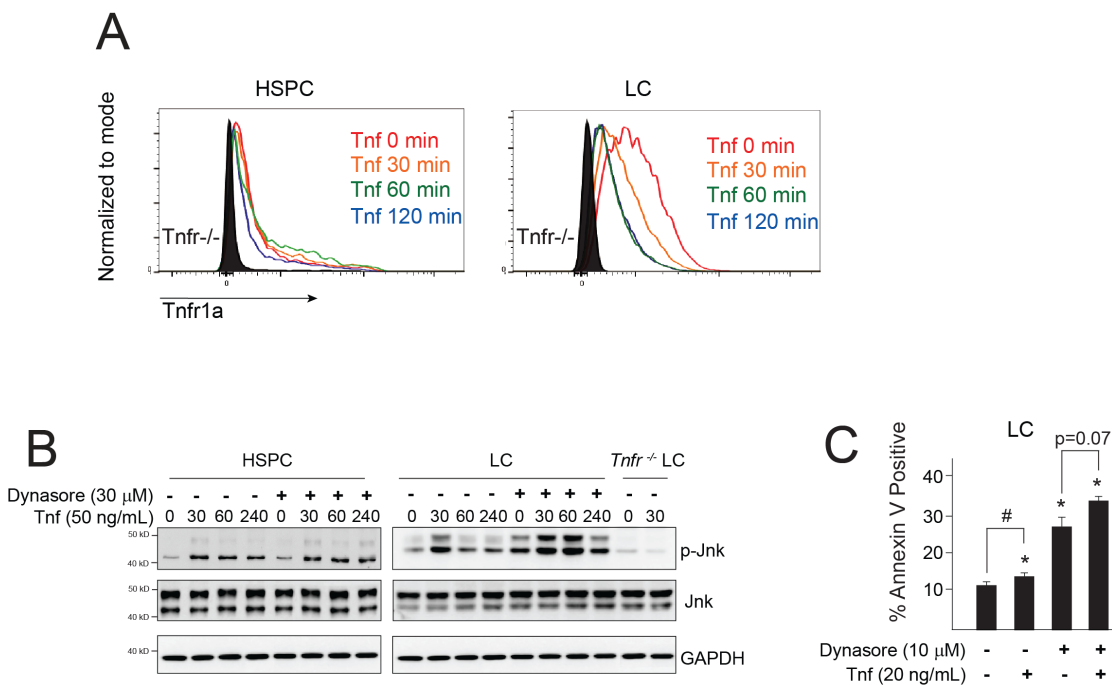 A
HSPC
LC
Normalized to mode
Tnf 0 min
Tnf 30 min
Tnf 60 min
Tnf 120 min
Tnfr-/-
0
0
Tnfr1a
Tnf 0 min
Tnf 30 min
Tnf 60 min
Tnf 120 min
Tnfr-/-
0
0
B
HSPC
LC
Tnfr -/- LC
Dynasore (30 µM) - - - - + + + + - - - - + + + + - -
Tnf (50 ng/mL) 0 30 60 240 0 30 60 240 0 30 60 240 0 30 60 240 0 30
50 kD
40 kD
p-Jnk
50 kD
40 kD
Jnk
40 kD
GAPDH
C
LC
p=0.07
% Annexin V Positive
40
30
20
10
#
*
*
*
Dynasore (10 µM) - - + +
Tnf (20 ng/mL) - + - +